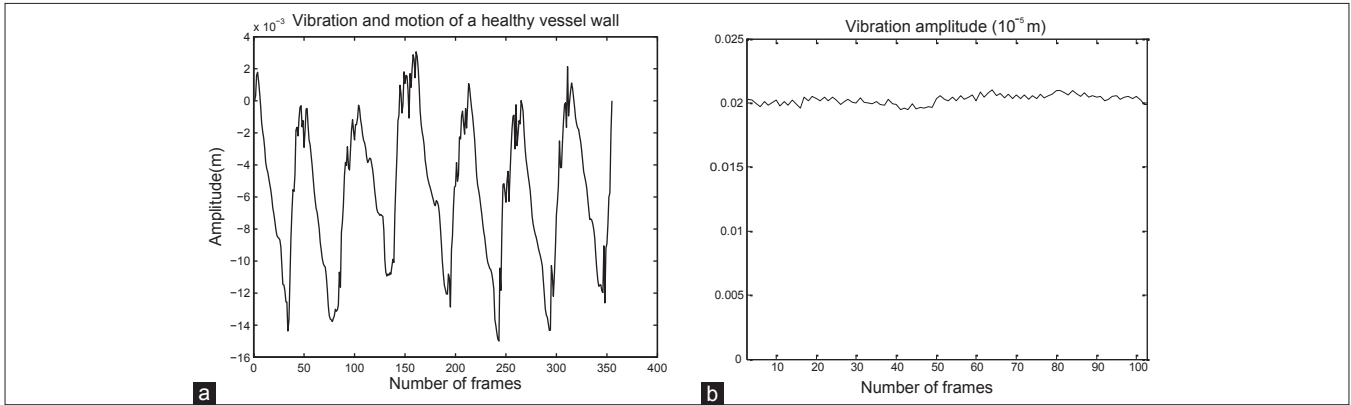 Vibration and motion of a healthy vessel wall
x 10⁻³
4
2
0
−2
−4
−6
−8
−10
−12
−14
−16
Amplitude(m)
0 50 100 150 200 250 300 350 400
Number of frames
a
Vibration amplitude (10⁻⁵ m)
0.025
0.02
0.015
0.01
0.005
0
10 20 30 40 50 60 70 80 90 100
Number of frames
b